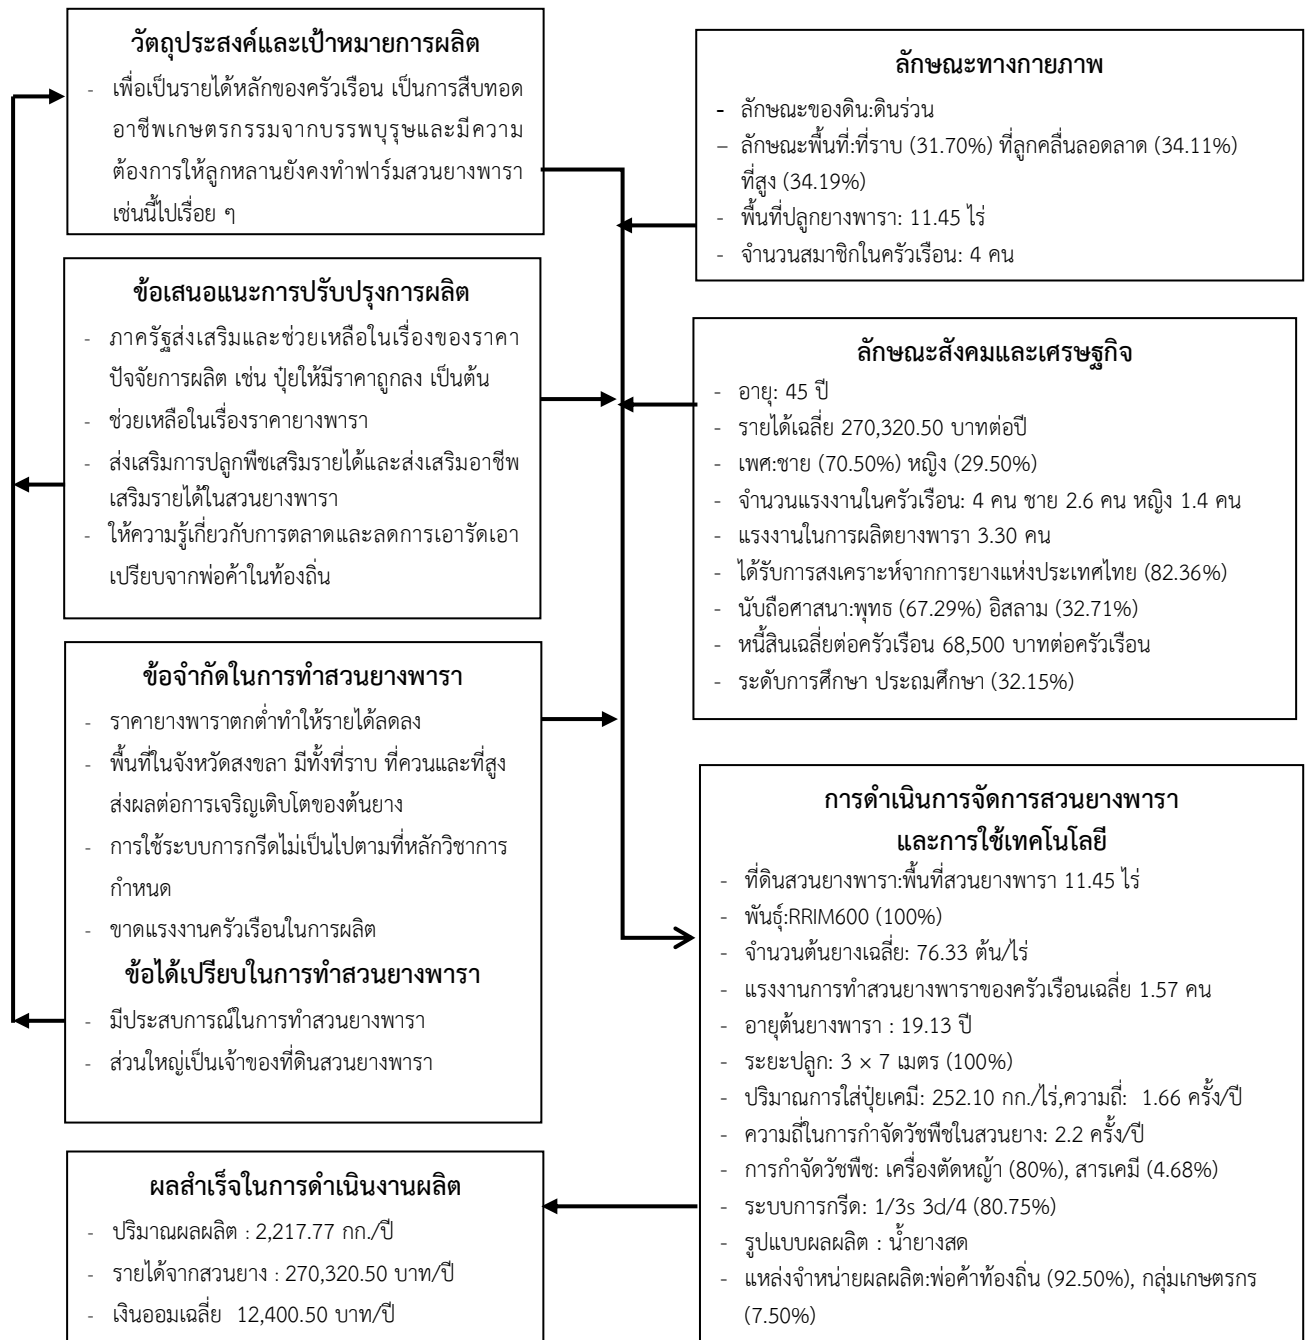 วัตถุประสงค์และเป้าหมายการผลิต
- เพื่อเป็นรายได้หลักของครัวเรือน เป็นการสืบทอด
อาชีพเกษตรกรรมจากบรรพบุรุษและมีความ
ต้องการให้ลูกหลานยังคงทำฟาร์มสวนยางพารา
เช่นนี้ไปเรื่อย ๆ
ข้อเสนอแนะการปรับปรุงการผลิต
- ภาครัฐส่งเสริมและช่วยเหลือในเรื่องของราคา
ปัจจัยการผลิต เช่น ปุ๋ยให้มีราคาถูกลง เป็นต้น
- ช่วยเหลือในเรื่องราคายางพารา
- ส่งเสริมการปลูกพืชเสริมรายได้และส่งเสริมอาชีพ
เสริมรายได้ในสวนยางพารา
- ให้ความรู้เกี่ยวกับการตลาดและลดการเอารัดเอา
เปรียบจากพ่อค้าในท้องถิ่น
ข้อจำกัดในการทำสวนยางพารา
- ราคายางพาราตกต่ำทำให้รายได้ลดลง
- พื้นที่ในจังหวัดสงขลา มีทั้งที่ราบ ที่ควนและที่สูง
ส่งผลต่อการเจริญเติบโตของต้นยาง
- การใช้ระบบการกรีดไม่เป็นไปตามที่หลักวิชาการ
กำหนด
- ขาดแรงงานครัวเรือนในการผลิต
ข้อได้เปรียบในการทำสวนยางพารา
- มีประสบการณ์ในการทำสวนยางพารา
- ส่วนใหญ่เป็นเจ้าของที่ดินสวนยางพารา
ผลสำเร็จในการดำเนินงานผลิต
- ปริมาณผลผลิต : 2,217.77 กก./ปี
- รายได้จากสวนยาง : 270,320.50 บาท/ปี
- เงินออมเฉลี่ย 12,400.50 บาท/ปี
ลักษณะทางกายภาพ
- ลักษณะของดิน:ดินร่วน
– ลักษณะพื้นที่:ที่ราบ (31.70%) ที่ลูกคลื่นลอดลาด (34.11%)
ที่สูง (34.19%)
- พื้นที่ปลูกยางพารา: 11.45 ไร่
- จำนวนสมาชิกในครัวเรือน: 4 คน
ลักษณะสังคมและเศรษฐกิจ
- อายุ: 45 ปี
- รายได้เฉลี่ย 270,320.50 บาทต่อปี
- เพศ:ชาย (70.50%) หญิง (29.50%)
- จำนวนแรงงานในครัวเรือน: 4 คน ชาย 2.6 คน หญิง 1.4 คน
- แรงงานในการผลิตยางพารา 3.30 คน
- ได้รับการสงเคราะห์จากการยางแห่งประเทศไทย (82.36%)
- นับถือศาสนา:พุทธ (67.29%) อิสลาม (32.71%)
- หนี้สินเฉลี่ยต่อครัวเรือน 68,500 บาทต่อครัวเรือน
- ระดับการศึกษา ประถมศึกษา (32.15%)
การดำเนินการจัดการสวนยางพารา
และการใช้เทคโนโลยี
- ที่ดินสวนยางพารา:พื้นที่สวนยางพารา 11.45 ไร่
- พันธุ์:RRIM600 (100%)
- จำนวนต้นยางเฉลี่ย: 76.33 ต้น/ไร่
- แรงงานการทำสวนยางพาราของครัวเรือนเฉลี่ย 1.57 คน
- อายุต้นยางพารา : 19.13 ปี
- ระยะปลูก: 3 × 7 เมตร (100%)
- ปริมาณการใส่ปุ๋ยเคมี: 252.10 กก./ไร่,ความถี่: 1.66 ครั้ง/ปี
- ความถี่ในการกำจัดวัชพืชในสวนยาง: 2.2 ครั้ง/ปี
- การกำจัดวัชพืช: เครื่องตัดหญ้า (80%), สารเคมี (4.68%)
- ระบบการกรีด: 1/3s 3d/4 (80.75%)
- รูปแบบผลผลิต : น้ำยางสด
- แหล่งจำหน่ายผลผลิต:พ่อค้าท้องถิ่น (92.50%), กลุ่มเกษตรกร
(7.50%)